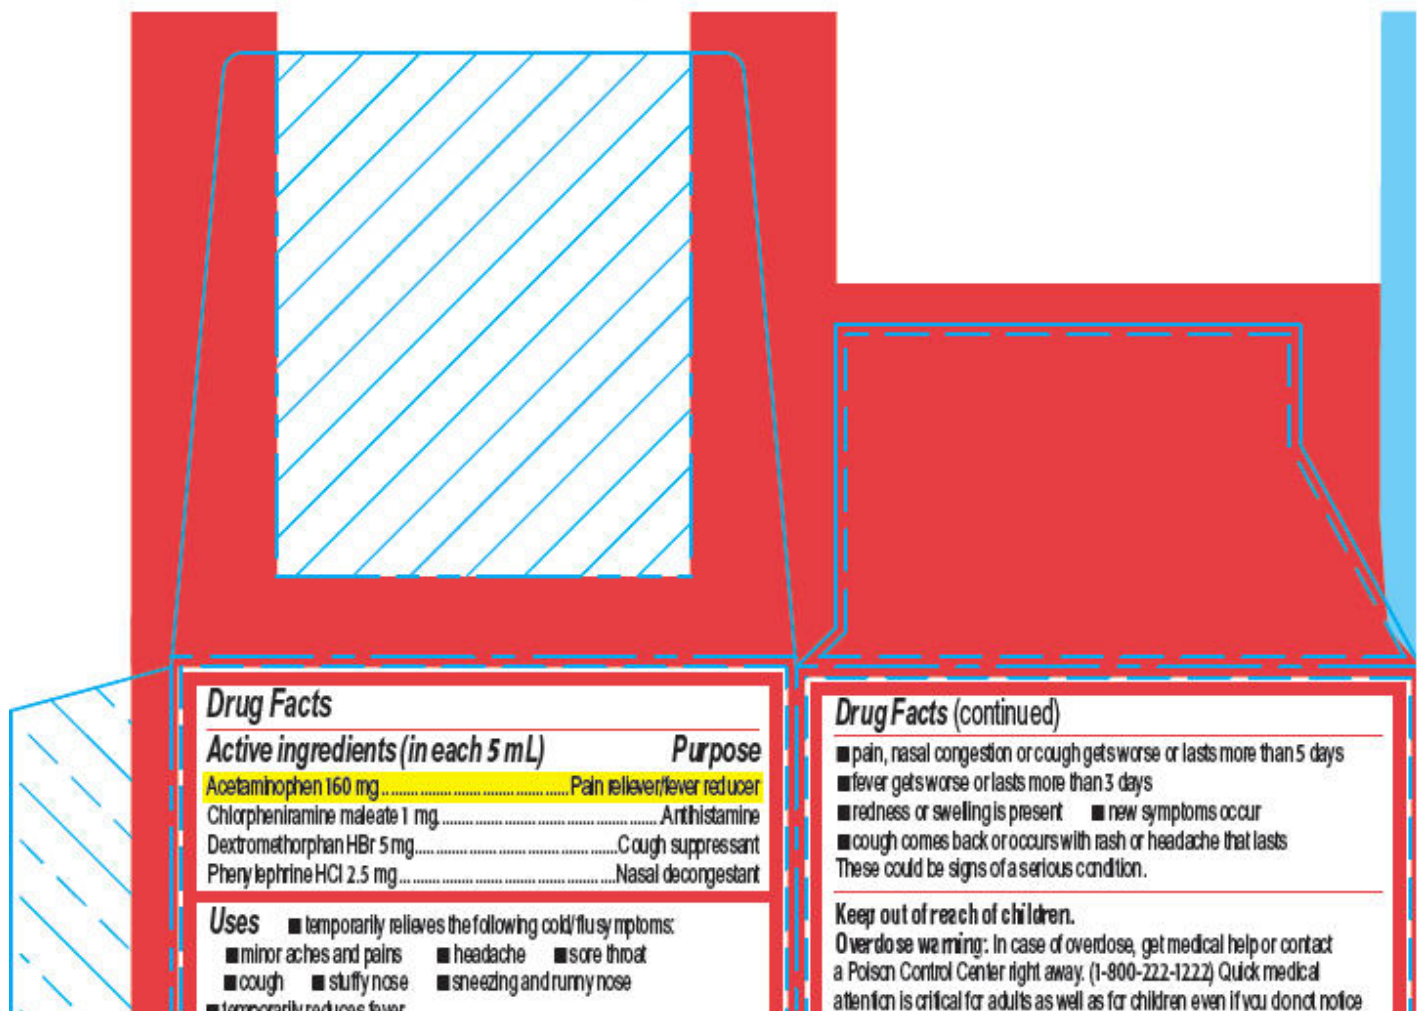 Drug Facts
Active ingredients (in each 5 mL) Purpose
Acetaminophen 160 mg.......................................Pain reliever/fever reducer
Chlorpheniramine maleate 1 mg..............................................Antihistamine
Dextromethorphan HBr 5 mg..........................................Cough suppressant
Phenylephrine HCl 2.5 mg.............................................Nasal decongestant
Uses ■ temporarily relieves the following cold/flu symptoms:
■ minor aches and pains ■ headache ■ sore throat
■ cough ■ stuffy nose ■ sneezing and runny nose
■ temporarily reduces fever
Drug Facts (continued)
■ pain, nasal congestion or cough gets worse or lasts more than 5 days
■ fever gets worse or lasts more than 3 days
■ redness or swelling is present ■ new symptoms occur
■ cough comes back or occurs with rash or headache that lasts
These could be signs of a serious condition.
Keep out of reach of children.
Overdose warning: In case of overdose, get medical help or contact
a Poison Control Center right away. (1-800-222-1222) Quick medical
attention is critical for adults as well as for children even if you do not notice